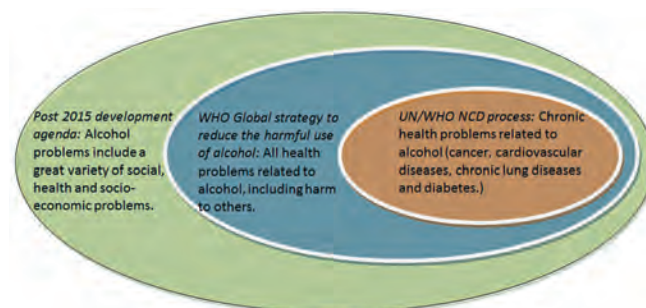 Post 2015 development
agenda: Alcohol
problems include a
great variety of social,
health and socio-
economic problems.
WHO Global strategy to
reduce the harmful use
of alcohol: All health
problems related to
alcohol, including harm
to others.
UN/WHO NCD process: Chronic
health problems related to
alcohol (cancer, cardiovascular
diseases, chronic lung diseases
and diabetes.)